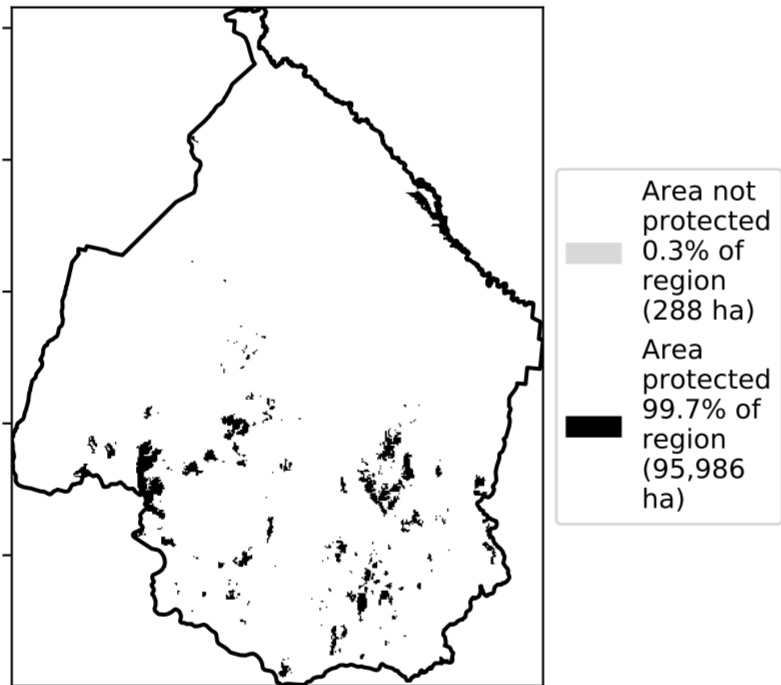 Area not
protected
0.3% of
region
(288 ha)
Area
protected
99.7% of
region
(95,986
ha)